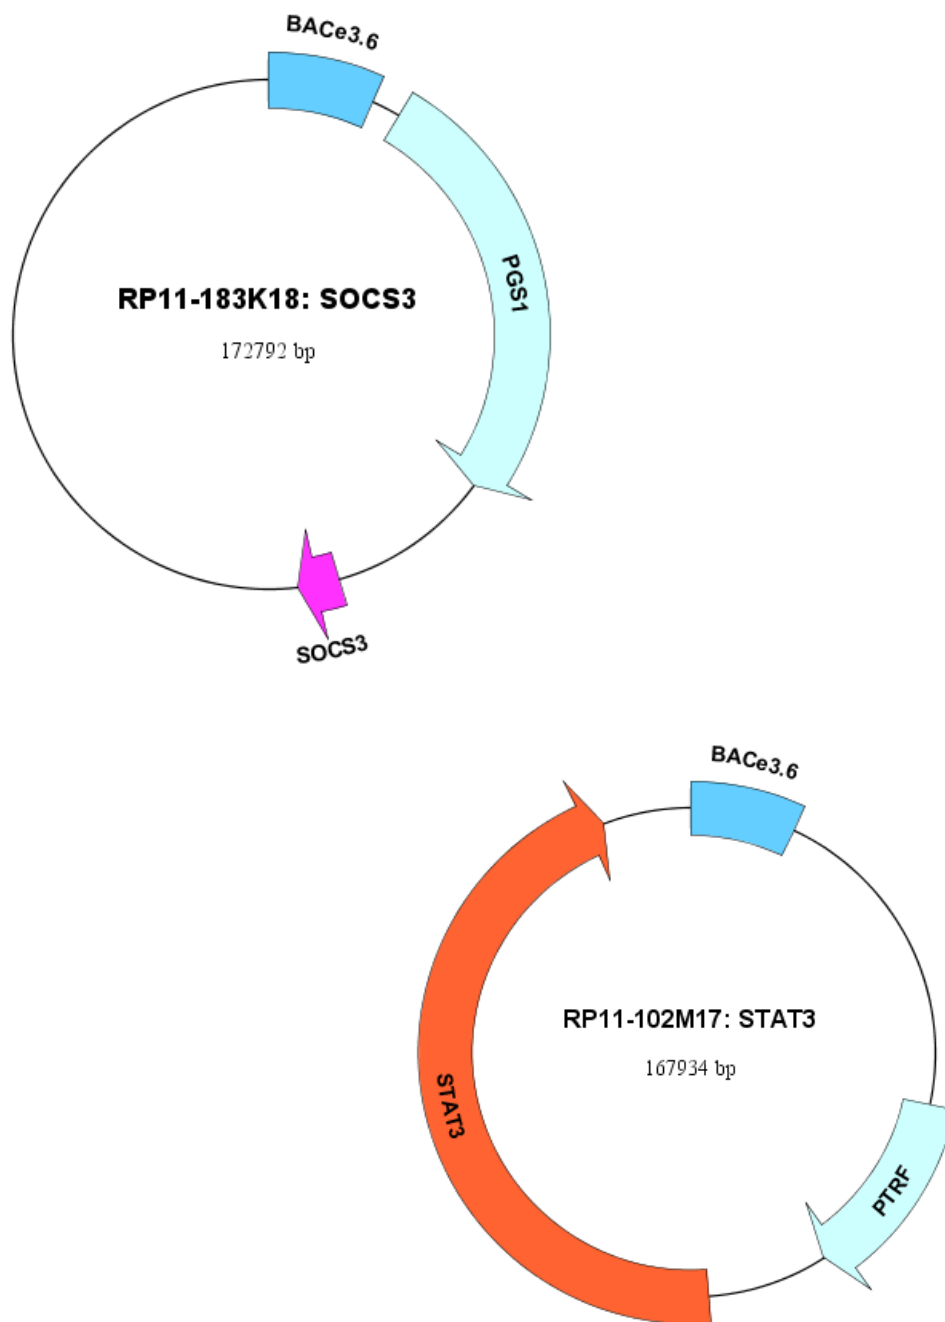 BACe3.6
PGS1
RP11-183K18: SOCS3
172792 bp
SOCS3
BACe3.6
RP11-102M17: STAT3
167934 bp
STAT3
PTRF